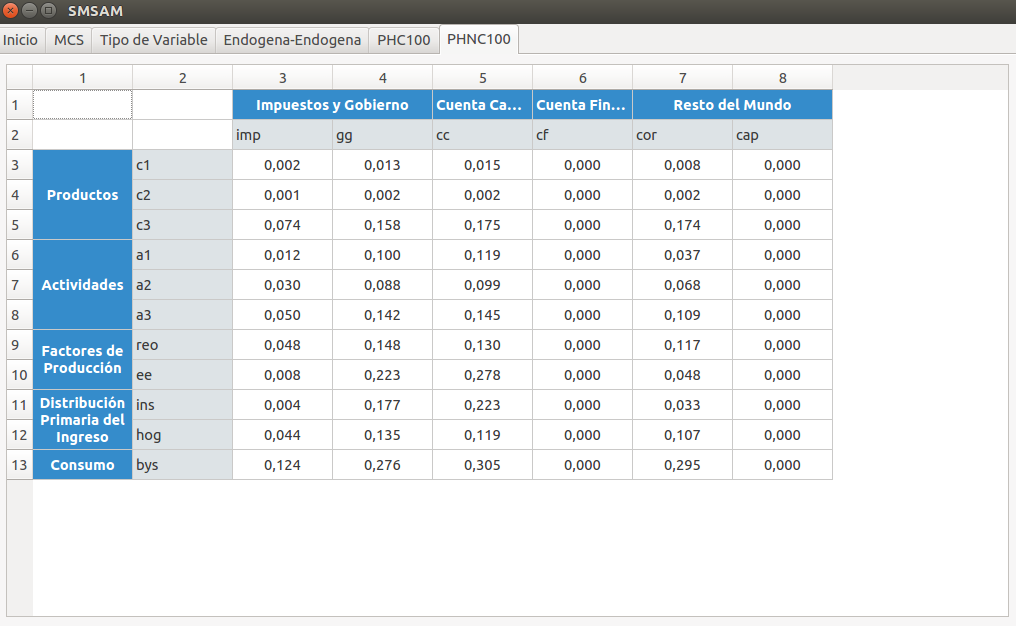 SMSAM
Inicio MCS Tipo de Variable Endogena-Endogena PHC100 PHNC100
1 2 3 4 5 6 7 8
1 Impuestos y Gobierno Cuenta Ca... Cuenta Fin... Resto del Mundo
2 imp gg cc cf cor cap
3 c1 0,002 0,013 0,015 0,000 0,008 0,000
4 Productos c2 0,001 0,002 0,002 0,000 0,002 0,000
5 c3 0,074 0,158 0,175 0,000 0,174 0,000
6 a1 0,012 0,100 0,119 0,000 0,037 0,000
7 Actividades a2 0,030 0,088 0,099 0,000 0,068 0,000
8 a3 0,050 0,142 0,145 0,000 0,109 0,000
9 Factores de reo 0,048 0,148 0,130 0,000 0,117 0,000
10 Producción ee 0,008 0,223 0,278 0,000 0,048 0,000
11 Distribución ins 0,004 0,177 0,223 0,000 0,033 0,000
Primaria del
12 Ingreso hog 0,044 0,135 0,119 0,000 0,107 0,000
13 Consumo bys 0,124 0,276 0,305 0,000 0,295 0,000